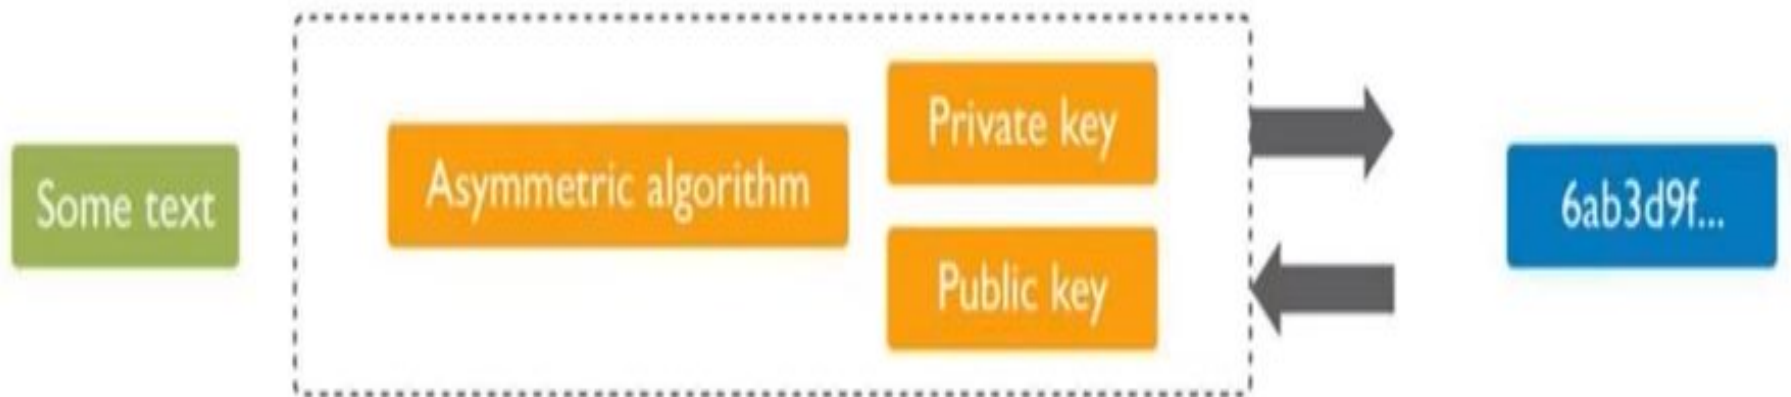 Some text
Asymmetric algorithm
Private key
Public key
6ab3d9f...